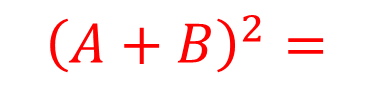 (A + B)² =